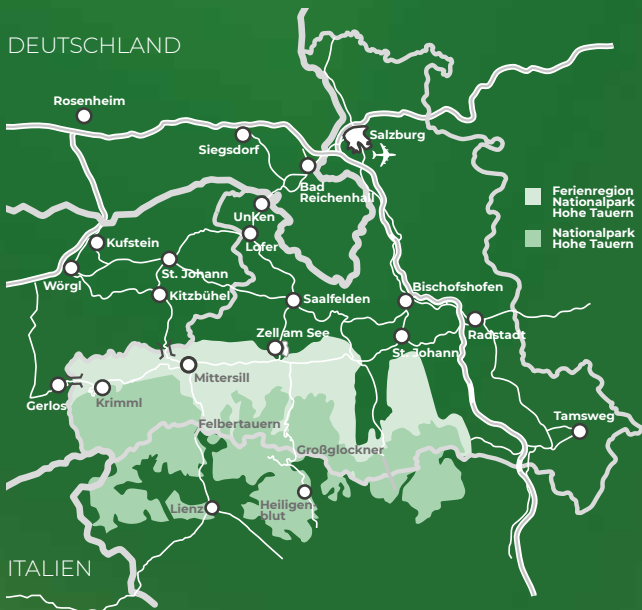 DEUTSCHLAND
Rosenheim
Siegsdorf
Salzburg
Bad
Reichenhall
Ferienregion
Nationalpark
Hohe Tauern
Unken
Nationalpark
Hohe Tauern
Kufstein
Lofer
St. Johann
Wörgl
Kitzbühel
Saalfelden
Bischofshofen
Zell am See
Radstadt
St. Johann
Mittersill
Gerlos
Krimml
Tamsweg
Felbertauern
Großglockner
Lienz
Heiligen
blut
ITALIEN